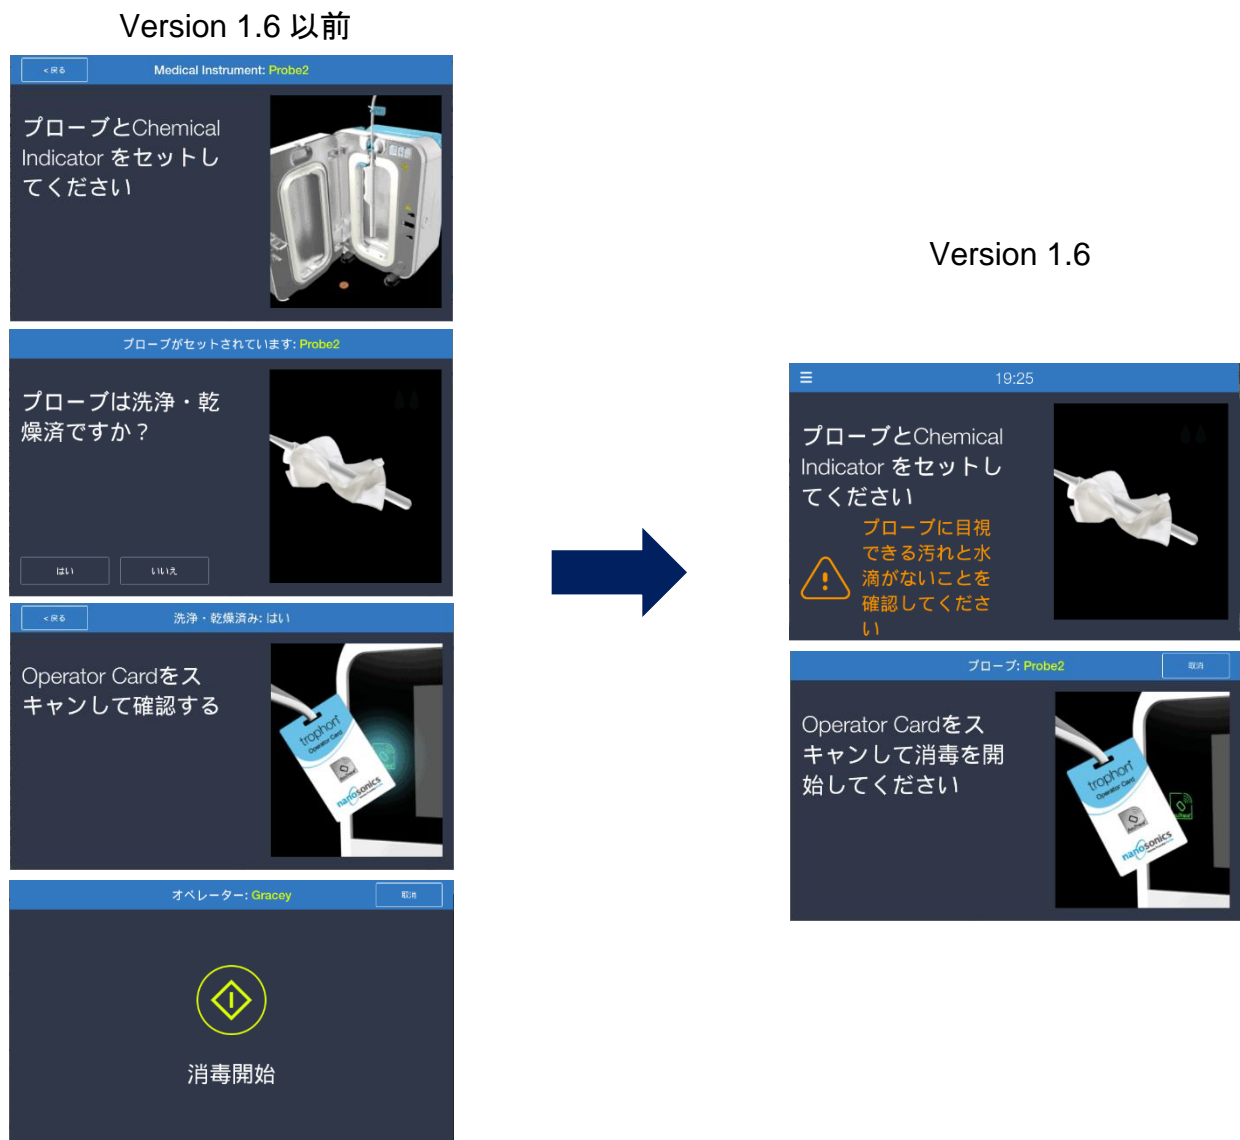 Version 1.6 以前
< 戻る
Medical Instrument: Probe2
プローブとChemical
Indicator をセットし
てください
プローブがセットされています: Probe2
プローブは洗浄・乾
燥済ですか？
はい
いいえ
< 戻る
洗浄・乾燥済み: はい
Operator Cardをス
キャンして確認する
trophon
Operator Card
nanosonics
オペレーター: Gracey
取消
消毒開始
Version 1.6
19:25
プローブとChemical
Indicator をセットし
てください
プローブに目視
できる汚れと水
滴がないことを
確認してくださ
い
プローブ: Probe2
取消
Operator Cardをス
キャンして消毒を開
始してください
trophon
Operator Card
nanosonics